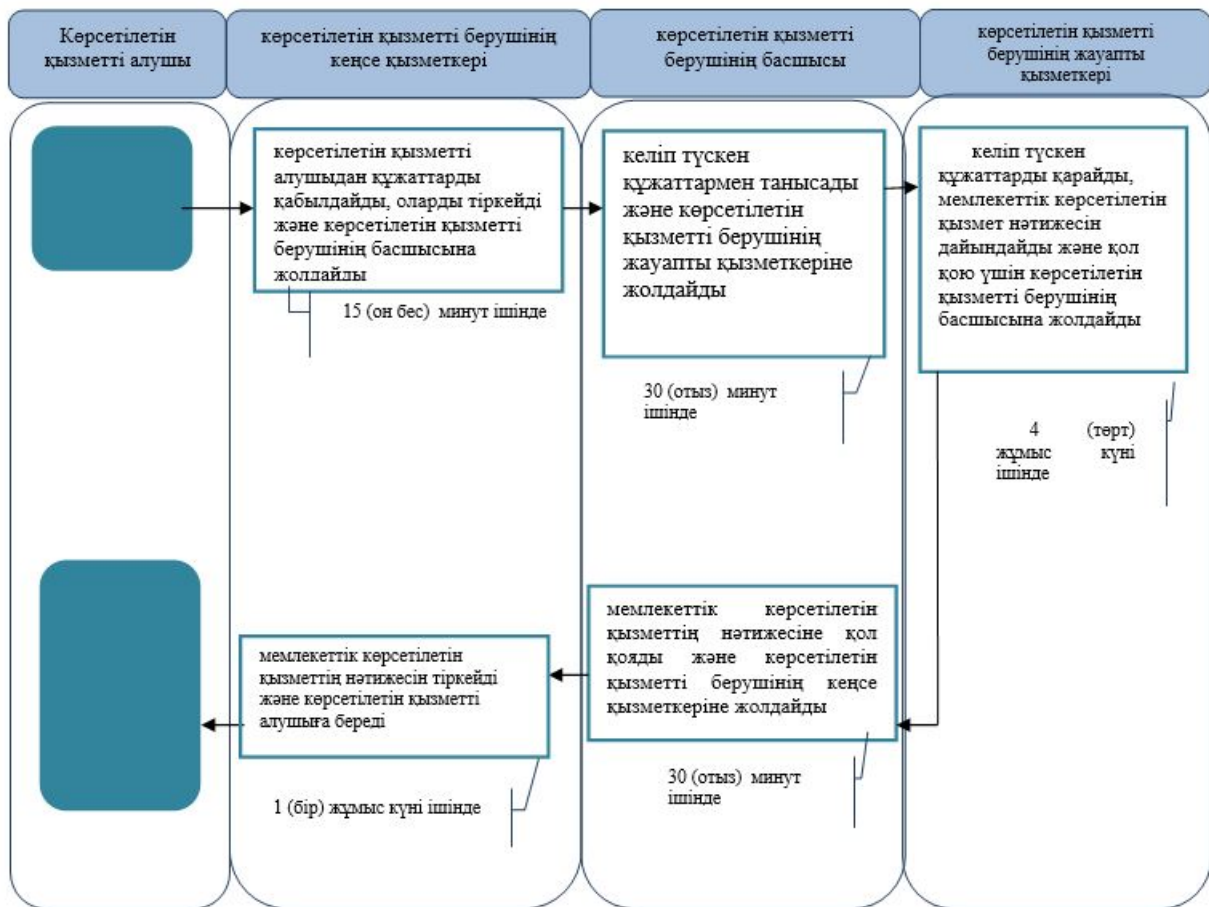 Көрсетілетін
қызметті алушы
көрсетілетін қызметті берушінің
кеңсе қызметкері
көрсетілетін қызметті
берушінің басшысы
көрсетілетін қызметті
берушінің жауапты
қызметкері
көрсетілетін қызметті
алушыдан құжаттарды
қабылдайды, оларды тіркейді
және көрсетілетін қызметті
берушінің басшысына
жолдайды
15 (он бес) минут ішінде
келіп түскен
құжаттармен танысады
және көрсетілетін
қызметті берушінің
жауапты қызметкеріне
жолдайды
30 (отыз) минут
ішінде
келіп түскен
құжаттарды қарайды,
мемлекеттік көрсетілетін
қызмет нәтижесін
дайындайды және қол
қою үшін көрсетілетін
қызметті берушінің
басшысына жолдайды
4 (төрт)
жұмыс күні
ішінде
мемлекеттік көрсетілетін
қызметтің нәтижесіне қол
қояды және көрсетілетін
қызметті берушінің кеңсе
қызметкеріне жолдайды
30 (отыз) минут
ішінде
мемлекеттік көрсетілетін
қызметтің нәтижесін тіркейді
және көрсетілетін қызметті
алушыға береді
1 (бір) жұмыс күні ішінде